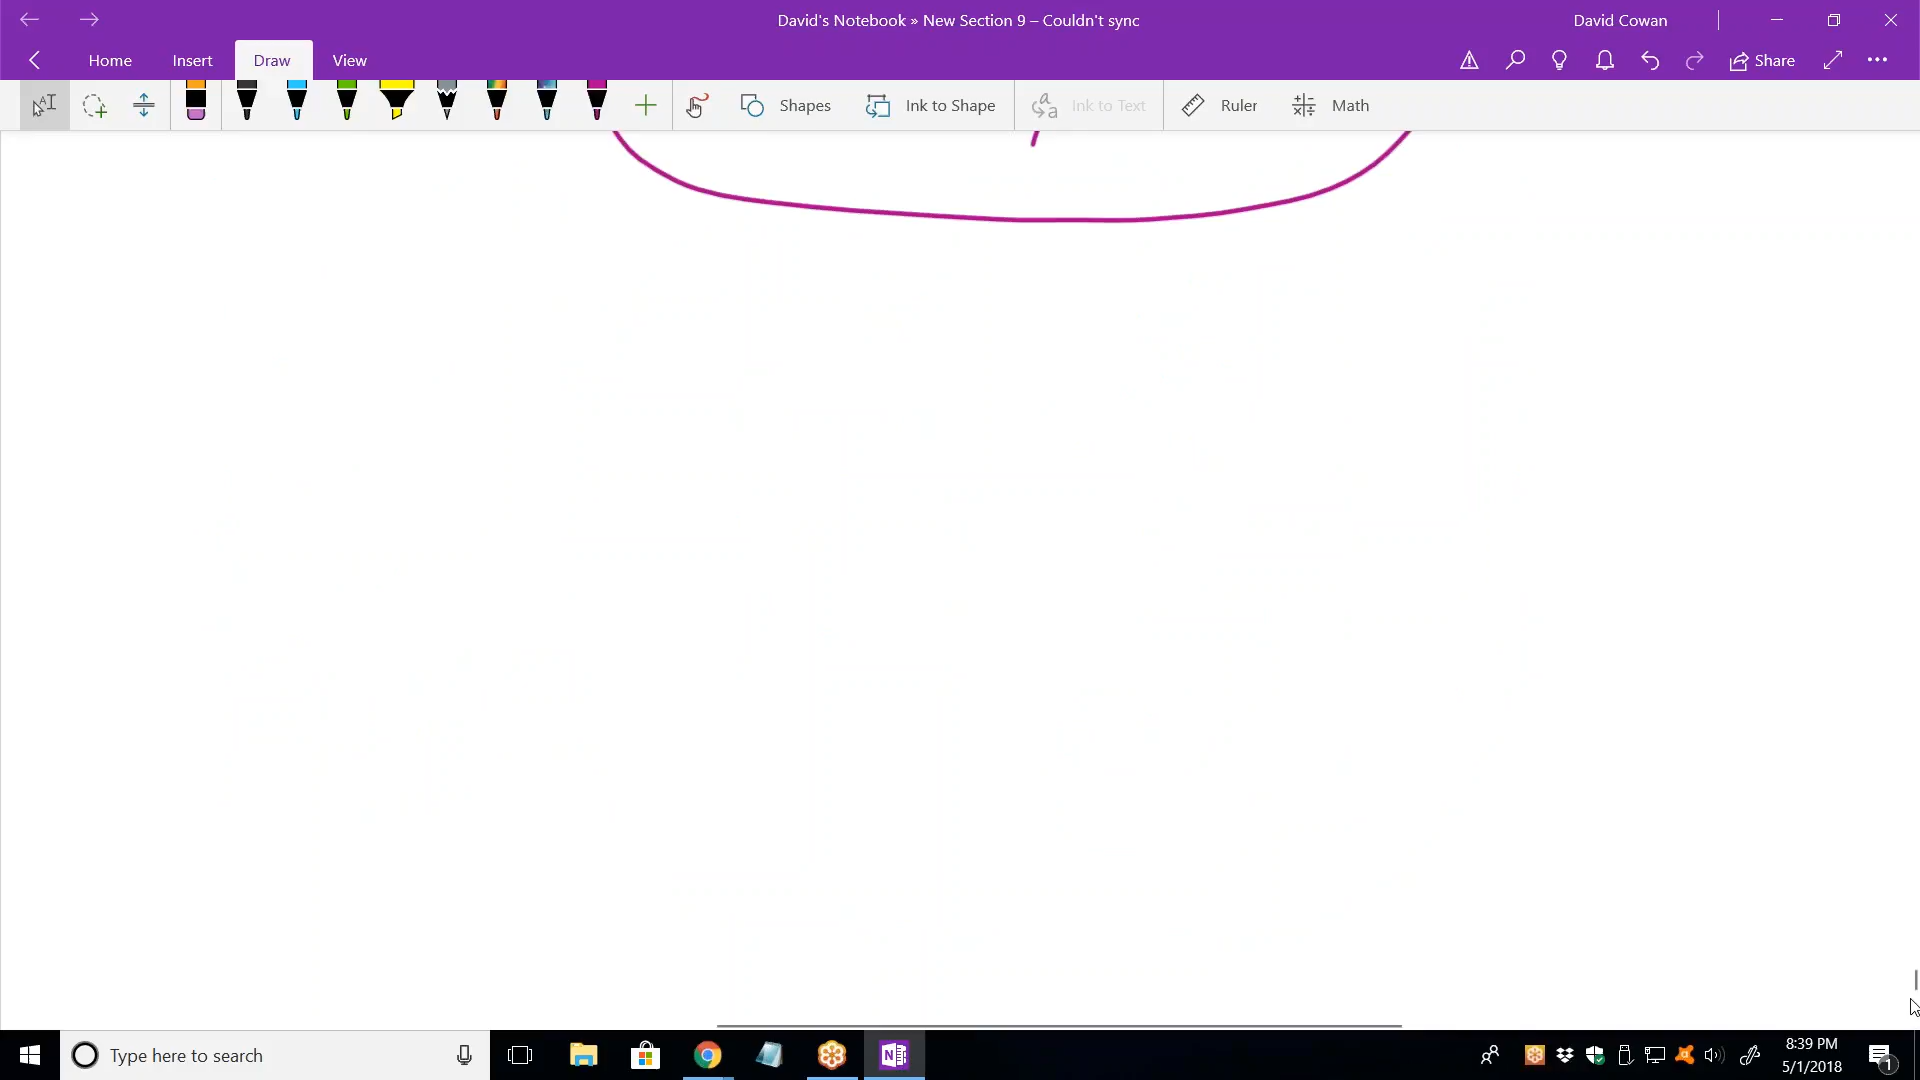 David's Notebook » New Section 9 – Couldn't sync
David Cowan
Home Insert Draw View
Share
Shapes Ink to Shape Ink to Text Ruler Math
Type here to search
8:39 PM
5/1/2018
1